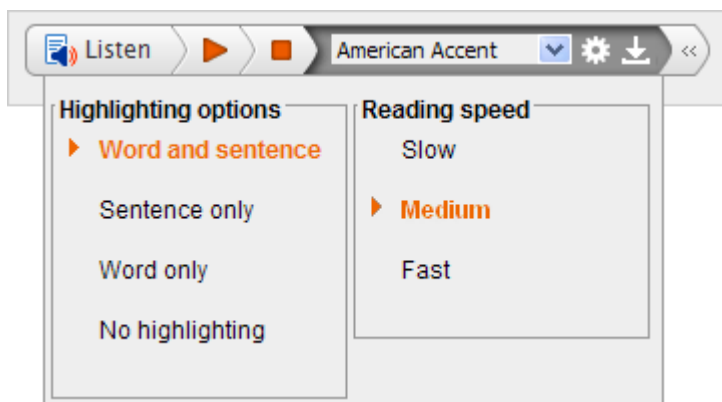 Listen
American Accent
Highlighting options
Word and sentence
Sentence only
Word only
No highlighting
Reading speed
Slow
Medium
Fast